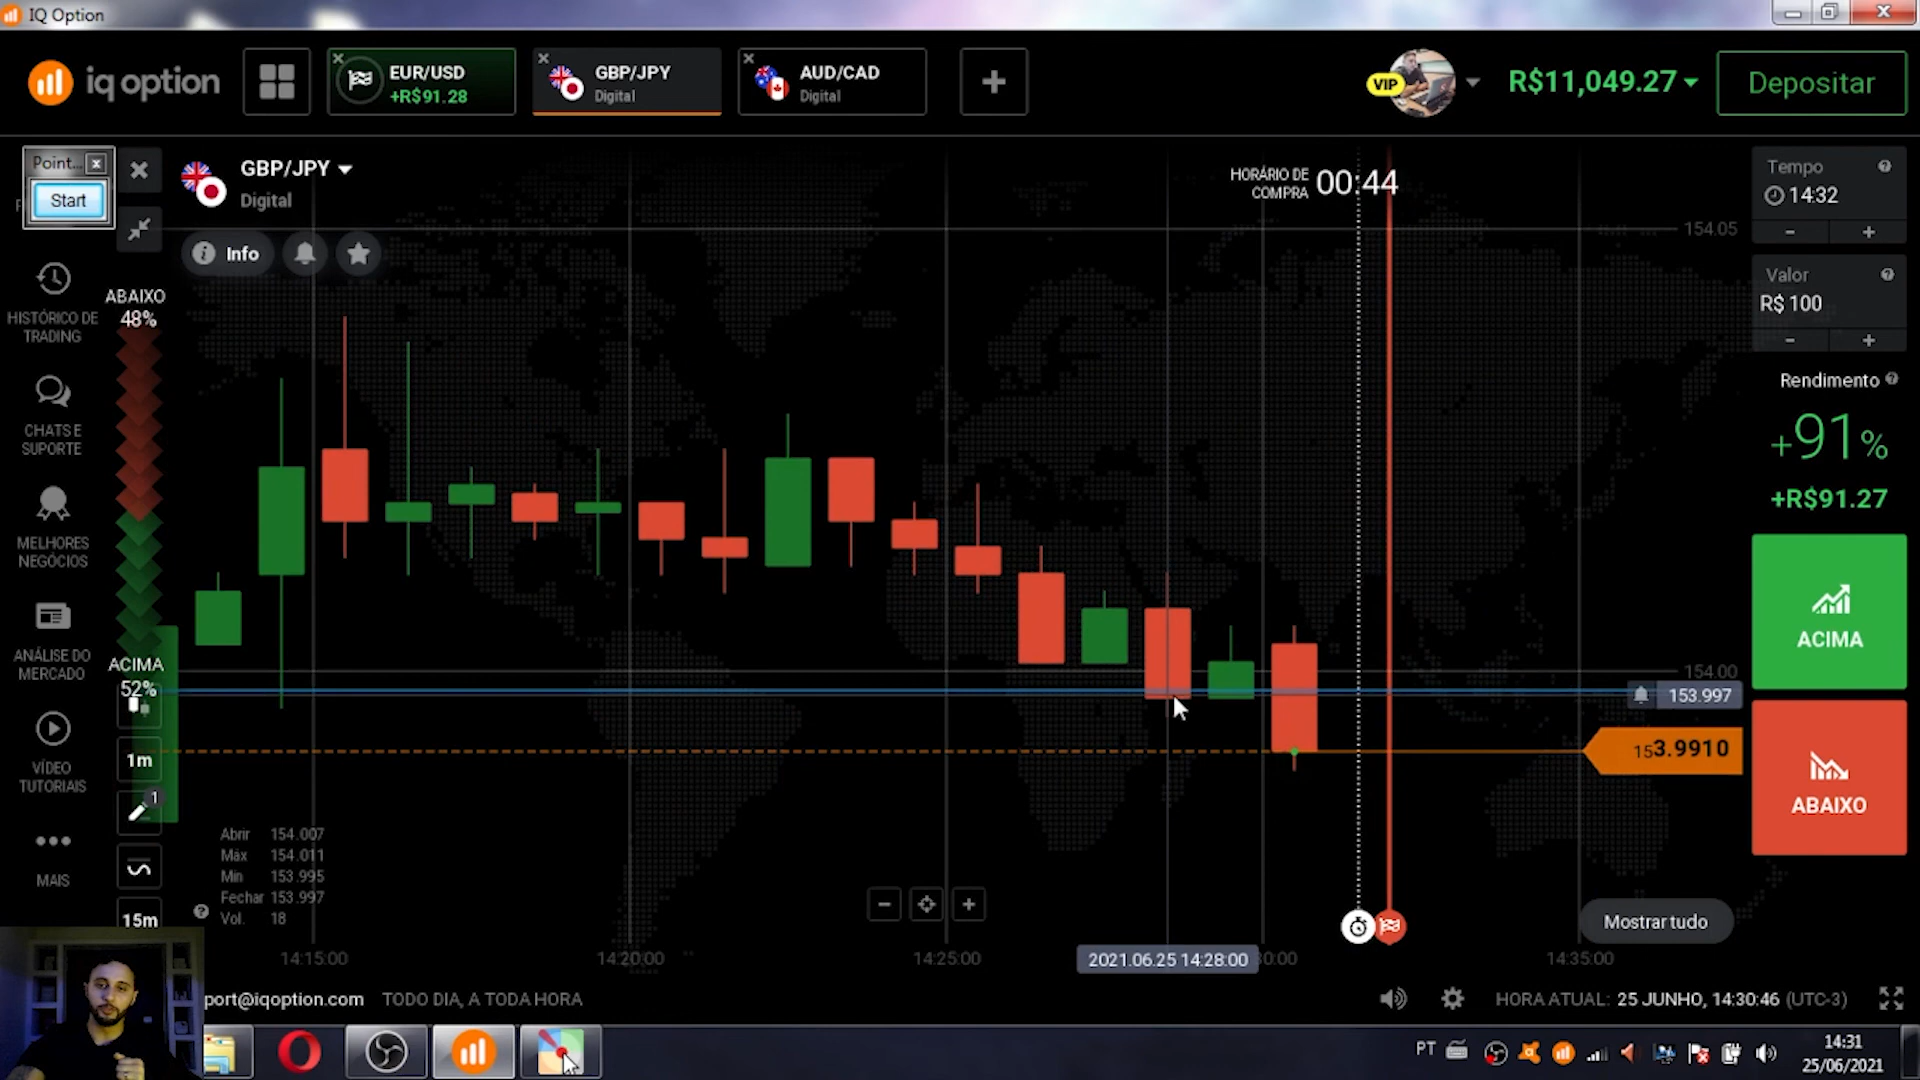 IQ Option
iq option
EUR/USD
+R$91.28
GBP/JPY
Digital
AUD/CAD
Digital
VIP
R$11,049.27
Depositar
Point...
Start
GBP/JPY
Digital
Info
HORÁRIO DE
COMPRA
00:44
154.05
Tempo
14:32
Valor
R$ 100
Rendimento
+91%
+R$91.27
ACIMA
ABAIXO
ABAIXO
48%
HISTÓRICO DE
TRADING
CHATS E
SUPORTE
MELHORES
NEGÓCIOS
ANÁLISE DO
MERCADO
ACIMA
52%
VÍDEO
TUTORIAIS
MAIS
1m
1
15m
154.00
153.997
153.9910
Abrir 154.007
Máx 154.011
Min 153.995
Fechar 153.997
Vol. 18
Mostrar tudo
14:15:00
14:20:00
14:25:00
2021.06.25 14:28:00
30:00
14:35:00
port@iqoption.com
TODO DIA, A TODA HORA
HORA ATUAL: 25 JUNHO, 14:30:46 (UTC-3)
PT
14:31
25/06/2021